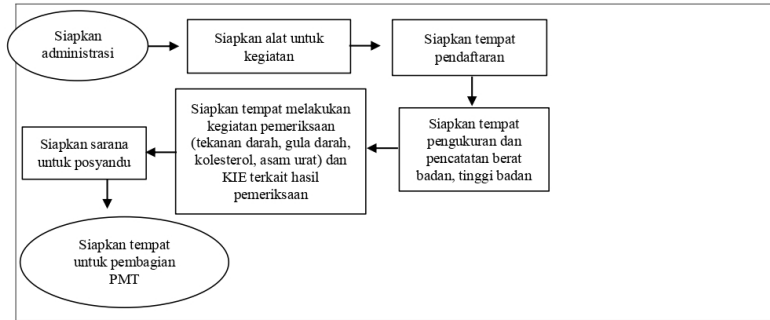 Siapkan
administrasi
Siapkan alat untuk
kegiatan
Siapkan tempat
pendaftaran
Siapkan tempat
pengukuran dan
pencatatan berat
badan, tinggi badan
Siapkan tempat melakukan
kegiatan pemeriksaan
(tekanan darah, gula darah,
kolesterol, asam urat) dan
KIE terkait hasil
pemeriksaan
Siapkan sarana
untuk posyandu
Siapkan tempat
untuk pembagian
PMT